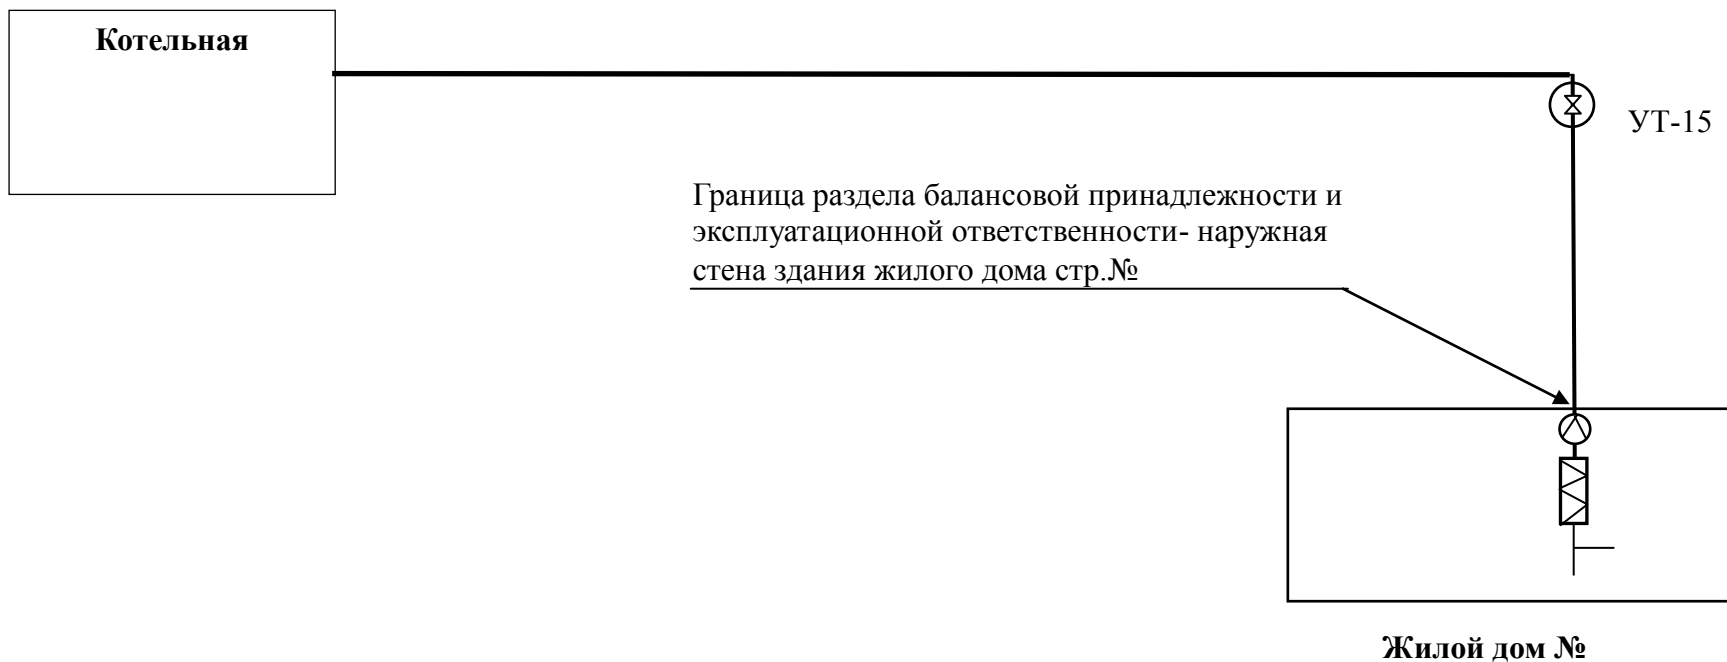 Котельная
УТ-15
Граница раздела балансовой принадлежности и
эксплуатационной ответственности- наружная
стена здания жилого дома стр.№
Жилой дом №